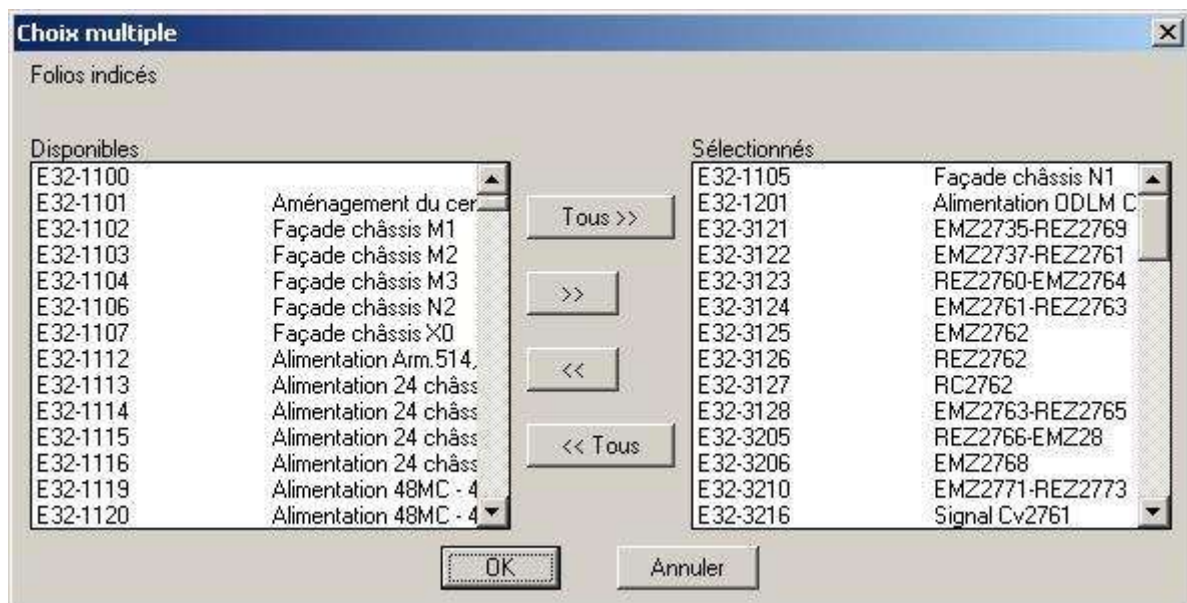 Choix multiple
Folios indicés
Disponibles
E32-1100
E32-1101 Aménagement du cer
E32-1102 Façade châssis M1
E32-1103 Façade châssis M2
E32-1104 Façade châssis M3
E32-1106 Façade châssis N2
E32-1107 Façade châssis X0
E32-1112 Alimentation Arm.514,
E32-1113 Alimentation 24 châss
E32-1114 Alimentation 24 châss
E32-1115 Alimentation 24 châss
E32-1116 Alimentation 24 châss
E32-1119 Alimentation 48MC - 4
E32-1120 Alimentation 48MC - 4
Tous >>
>>
<<
<< Tous
Sélectionnés
E32-1105 Façade châssis N1
E32-1201 Alimentation ODLM C
E32-3121 EMZ2735-REZ2769
E32-3122 EMZ2737-REZ2761
E32-3123 REZ2760-EMZ2764
E32-3124 EMZ2761-REZ2763
E32-3125 EMZ2762
E32-3126 REZ2762
E32-3127 RC2762
E32-3128 EMZ2763-REZ2765
E32-3205 REZ2766-EMZ28
E32-3206 EMZ2768
E32-3210 EMZ2771-REZ2773
E32-3216 Signal Cv2761
OK
Annuler